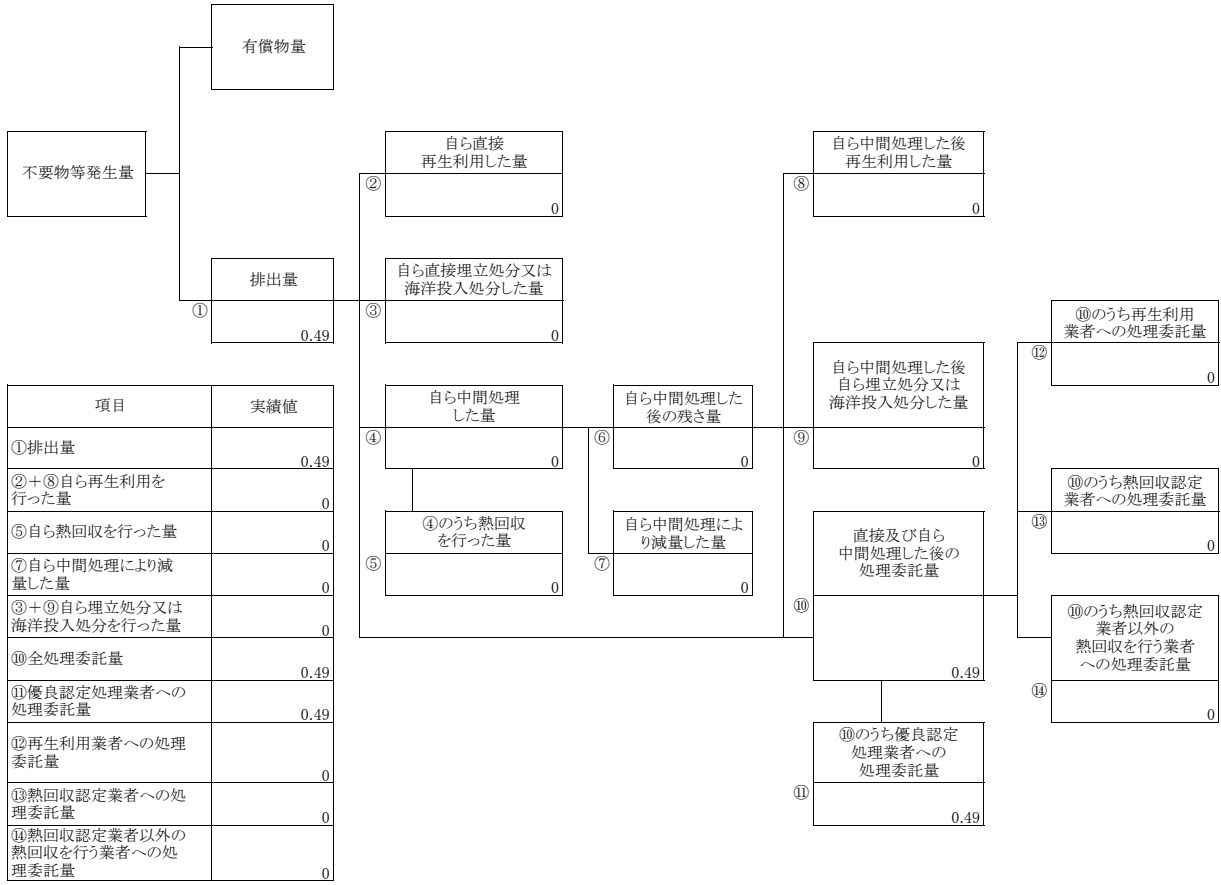 有償物量
不要物等発生量
排出量
①
0.49
自ら直接
再生利用した量
②
0
自ら直接埋立処分又は
海洋投入処分した量
③
0
自ら中間処理
した量
④
0
④のうち熱回収
を行った量
⑤
0
自ら中間処理した
後の残さ量
⑥
0
自ら中間処理によ
り減量した量
⑦
0
自ら中間処理した後
再生利用した量
⑧
0
自ら中間処理した後
自ら埋立処分又は
海洋投入処分した量
⑨
0
直接及び自ら
中間処理した後の
処理委託量
⑩
0.49
⑩のうち優良認定
処理業者への
処理委託量
⑪
0.49
⑩のうち再生利用
業者への処理委託量
⑫
0
⑩のうち熱回収認定
業者への処理委託量
⑬
0
⑩のうち熱回収認定
業者以外の
熱回収を行う業者
への処理委託量
⑭
0
項目 実績値
①排出量
0.49
②+⑧自ら再生利用を
行った量
0
⑤自ら熱回収を行った量
0
⑦自ら中間処理により減
量した量
0
③+⑨自ら埋立処分又は
海洋投入処分を行った量
0
⑩全処理委託量
0.49
⑪優良認定処理業者への
処理委託量
0.49
⑫再生利用業者への処理
委託量
0
⑬熱回収認定業者への処
理委託量
0
⑭熱回収認定業者以外の
熱回収を行う業者への処
理委託量
0